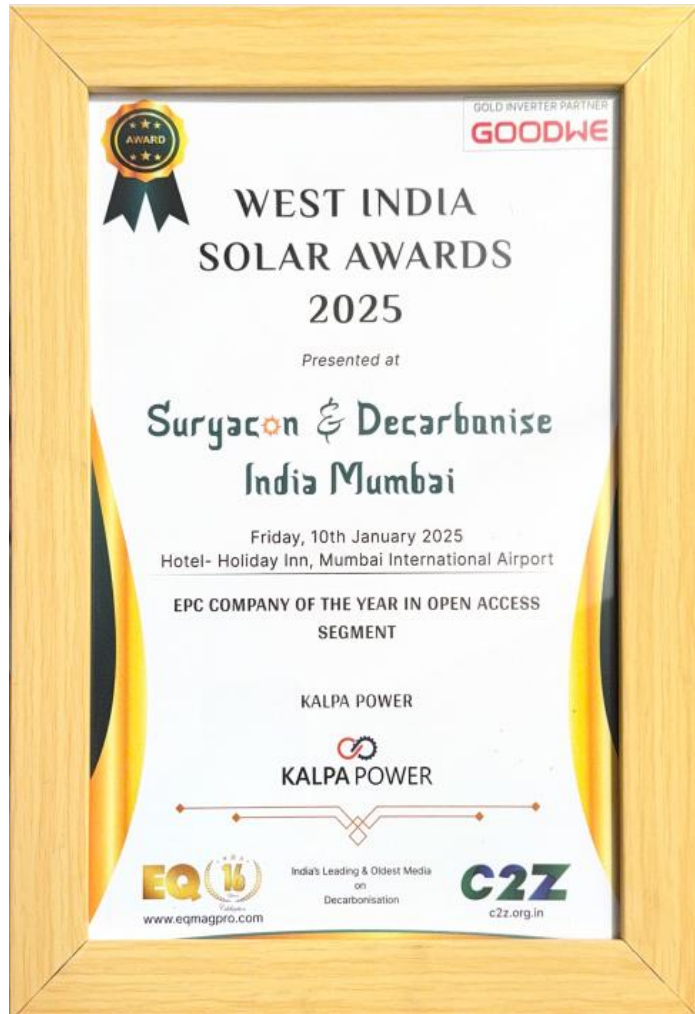 AWARD
GOLD INVERTER PARTNER
GOODWE
WEST INDIA
SOLAR AWARDS
2025
Presented at
Suryacon & Decarbonise
India Mumbai
Friday, 10th January 2025
Hotel- Holiday Inn, Mumbai International Airport
EPC COMPANY OF THE YEAR IN OPEN ACCESS
SEGMENT
KALPA POWER
KALPA POWER
EQ
16
Celebration
www.eqmagpro.com
India's Leading & Oldest Media
on
Decarbonisation
C2Z
c2z.org.in